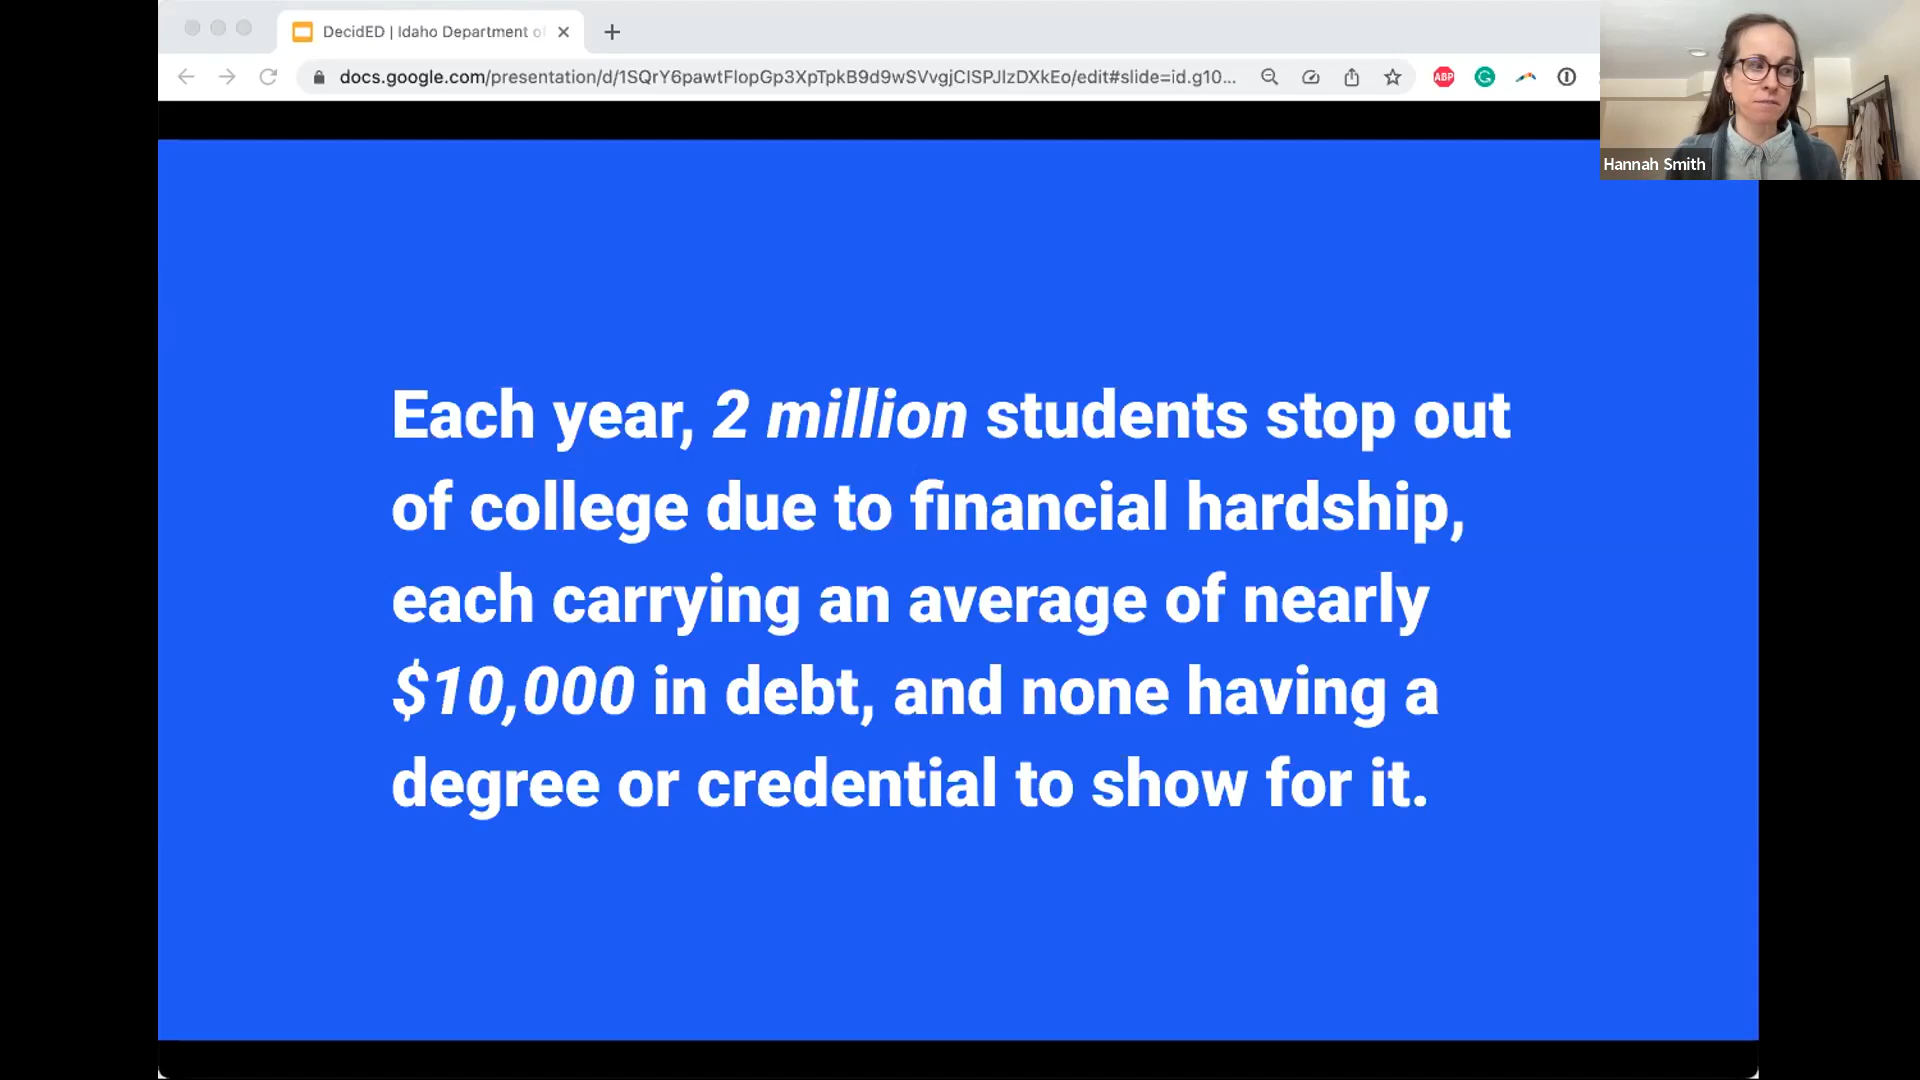 DecidED | Idaho Department o
docs.google.com/presentation/d/1SQrY6pawtFlopGp3XpTpkB9d9wSVvgjCISPJIzDXkEo/edit#slide=id.g10...
ABP
Hannah Smith
Each year, 2 million students stop out
of college due to financial hardship,
each carrying an average of nearly
$10,000 in debt, and none having a
degree or credential to show for it.